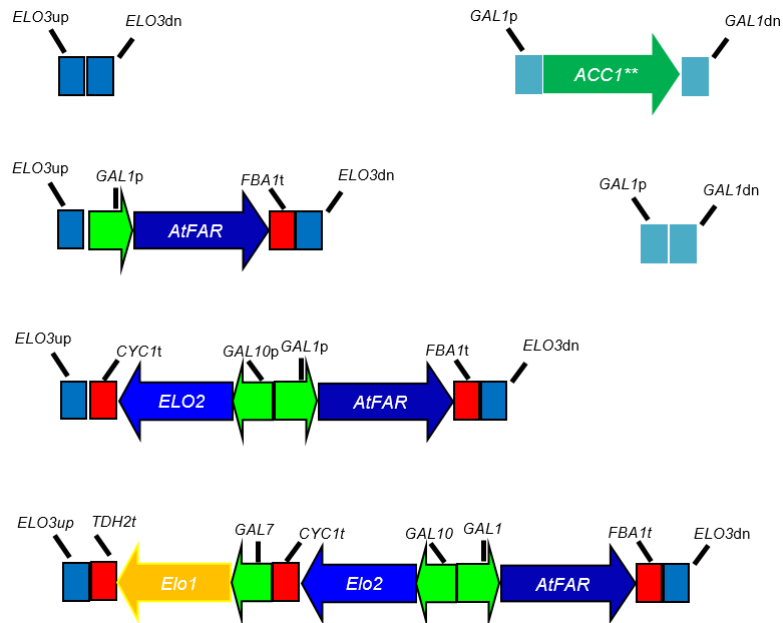 ELO3up
ELO3dn
GAL1p
GAL1dn
ACC1**
ELO3up
GAL1p
FBA1t
ELO3dn
AtFAR
GAL1p
GAL1dn
ELO3up
CYC1t
GAL10p
GAL1p
FBA1t
ELO3dn
ELO2
AtFAR
ELO3up
TDH2t
GAL7
CYC1t
GAL10
GAL1
FBA1t
ELO3dn
Elo1
Elo2
AtFAR